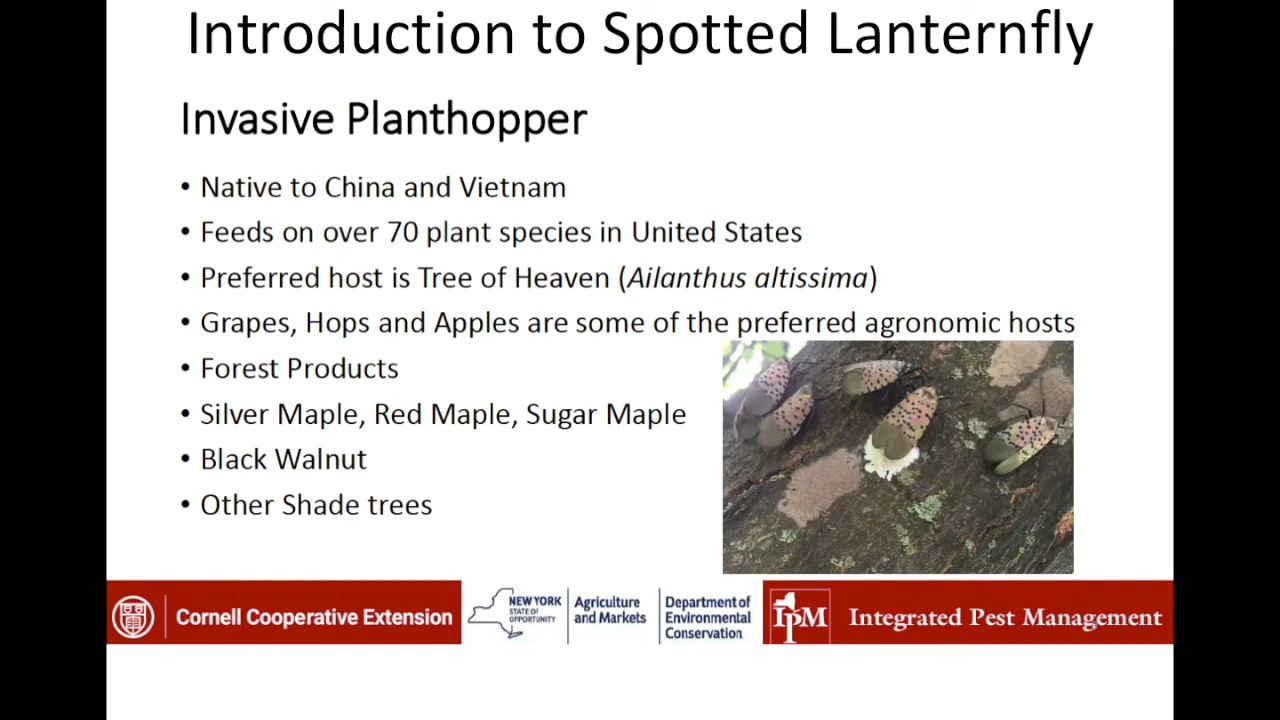 Introduction to Spotted Lanternfly
Invasive Planthopper
• Native to China and Vietnam
• Feeds on over 70 plant species in United States
• Preferred host is Tree of Heaven (Ailanthus altissima)
• Grapes, Hops and Apples are some of the preferred agronomic hosts
• Forest Products
• Silver Maple, Red Maple, Sugar Maple
• Black Walnut
• Other Shade trees
Cornell Cooperative Extension
NEW YORK
STATE OF
OPPORTUNITY
Agriculture
and Markets
Department of
Environmental
Conservation
IPM
Integrated Pest Management